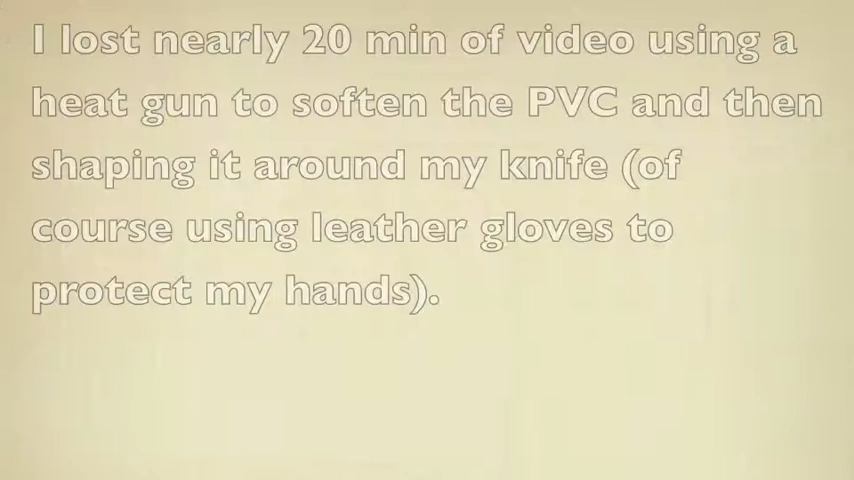 I lost nearly 20 min of video using a
heat gun to soften the PVC and then
shaping it around my knife (of
course using leather gloves to
protect my hands).